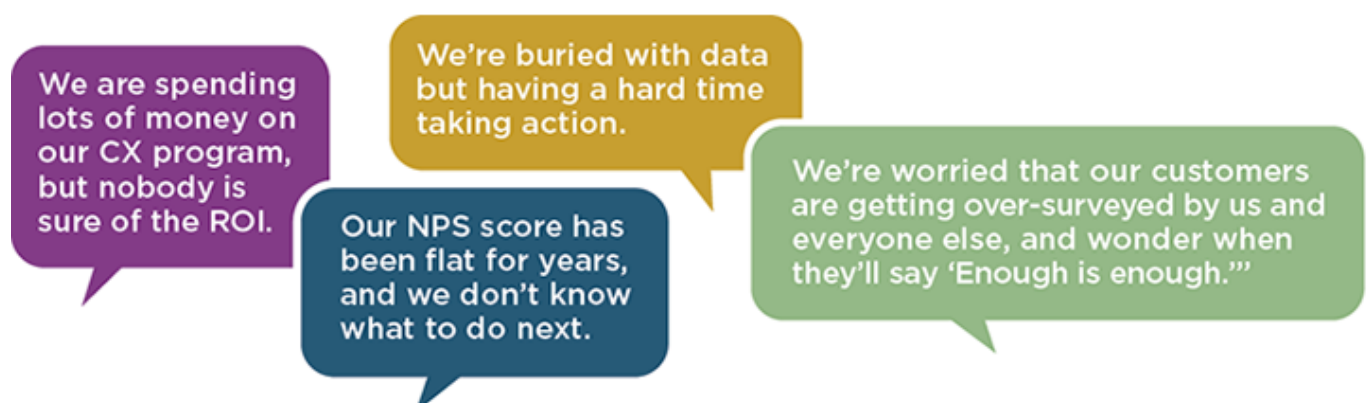 We are spending
lots of money on
our CX program,
but nobody is
sure of the ROI.
Our NPS score has
been flat for years,
and we don’t know
what to do next.
We’re buried with data
but having a hard time
taking action.
We’re worried that our customers
are getting over-surveyed by us and
everyone else, and wonder when
they’ll say ‘Enough is enough.’”